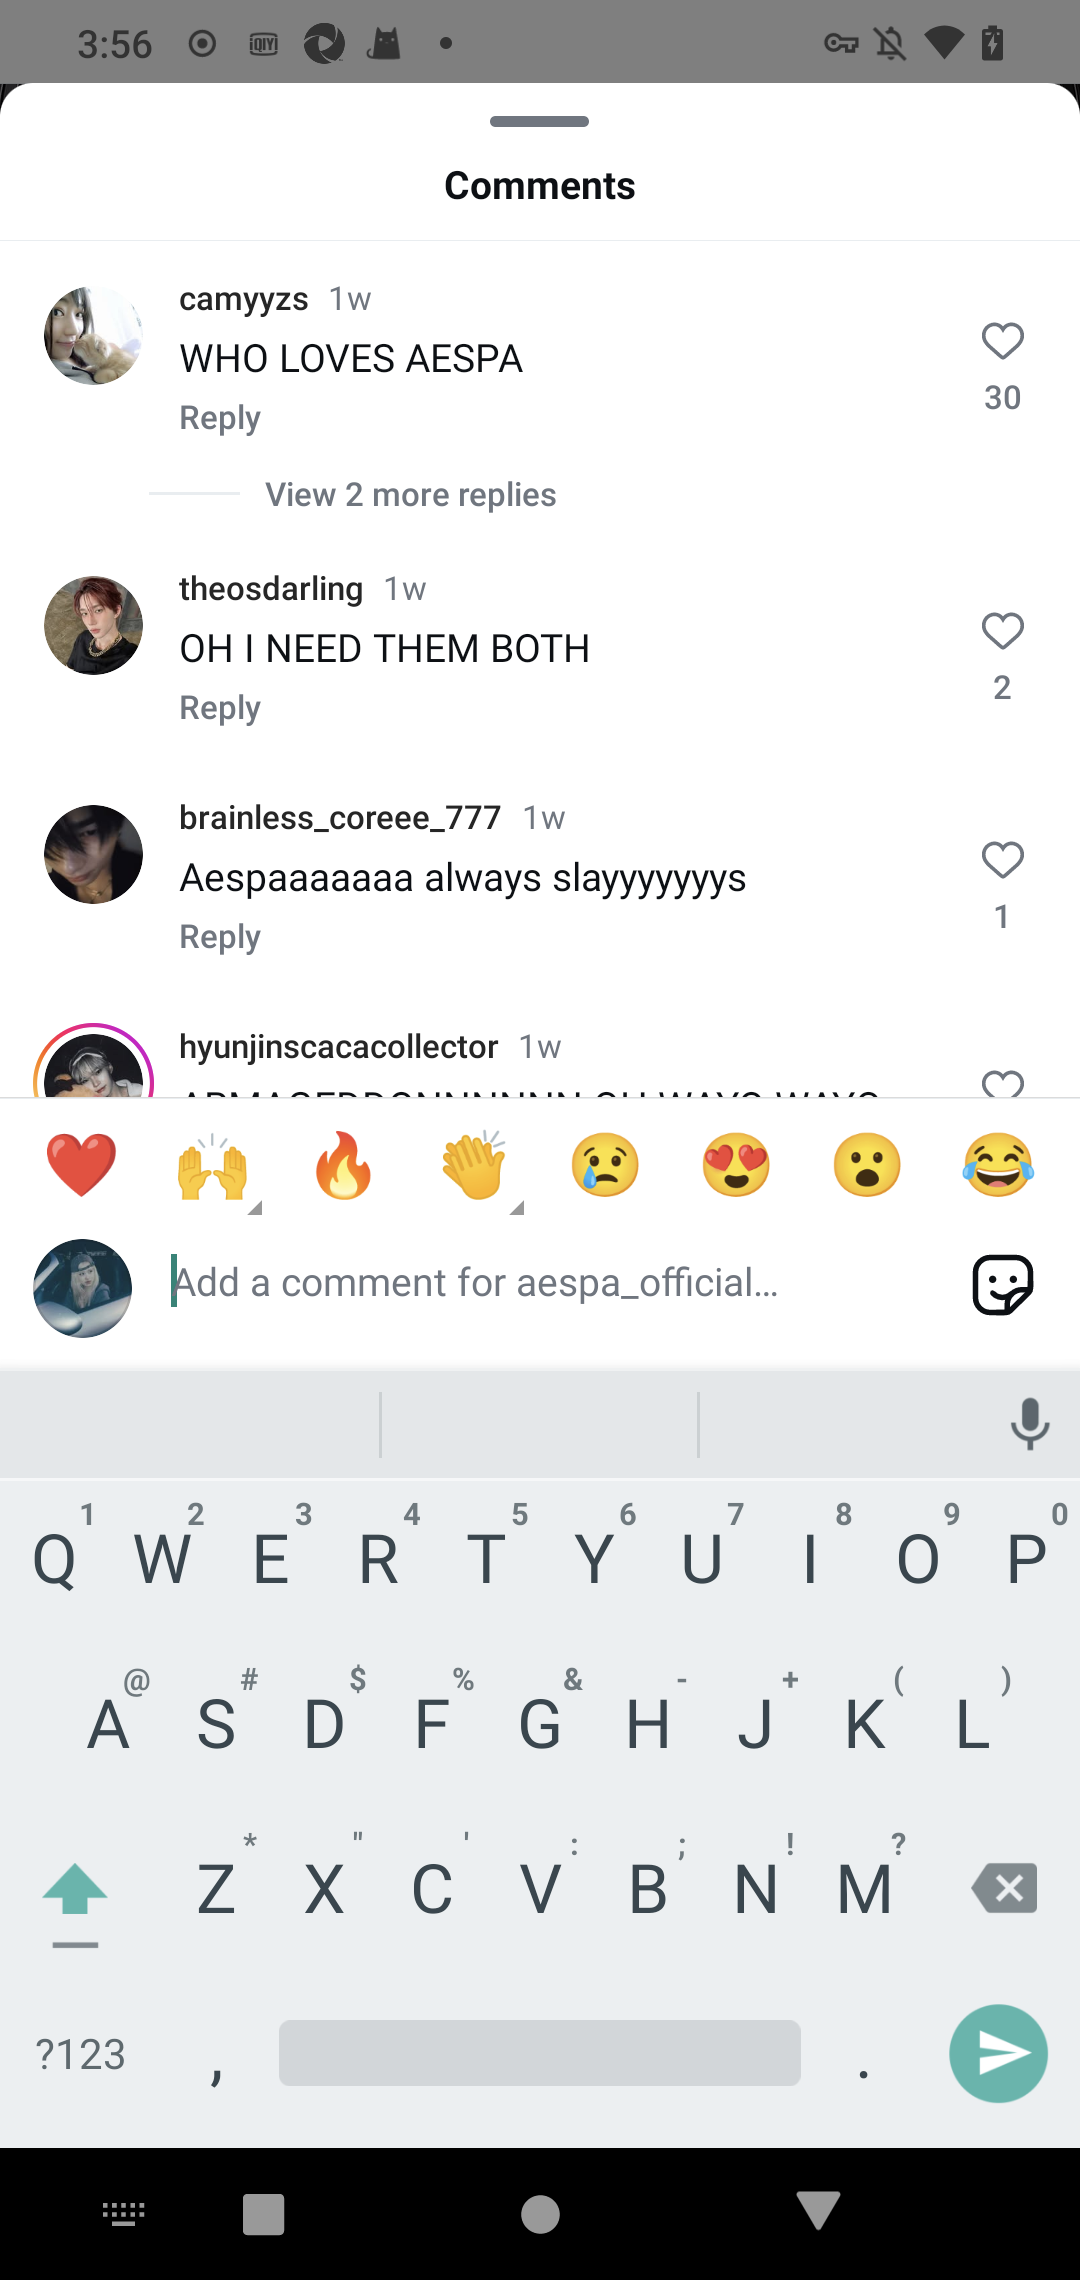 3:56
iQIYI
Comments
camyyzs 1w
WHO LOVES AESPA
Reply
30
View 2 more replies
theosdarling 1w
OH I NEED THEM BOTH
Reply
2
brainless_coreee_777 1w
Aespaaaaaaa always slayyyyyyys
Reply
1
hyunjinscacacollector 1w
Add a comment for aespa_official...
1 2 3 4 5 6 7 8 9 0
Q W E R T Y U I O P
@ # $ % & - + ( )
A S D F G H J K L
* " ' : ; ! ?
Z X C V B N M
?123 , .